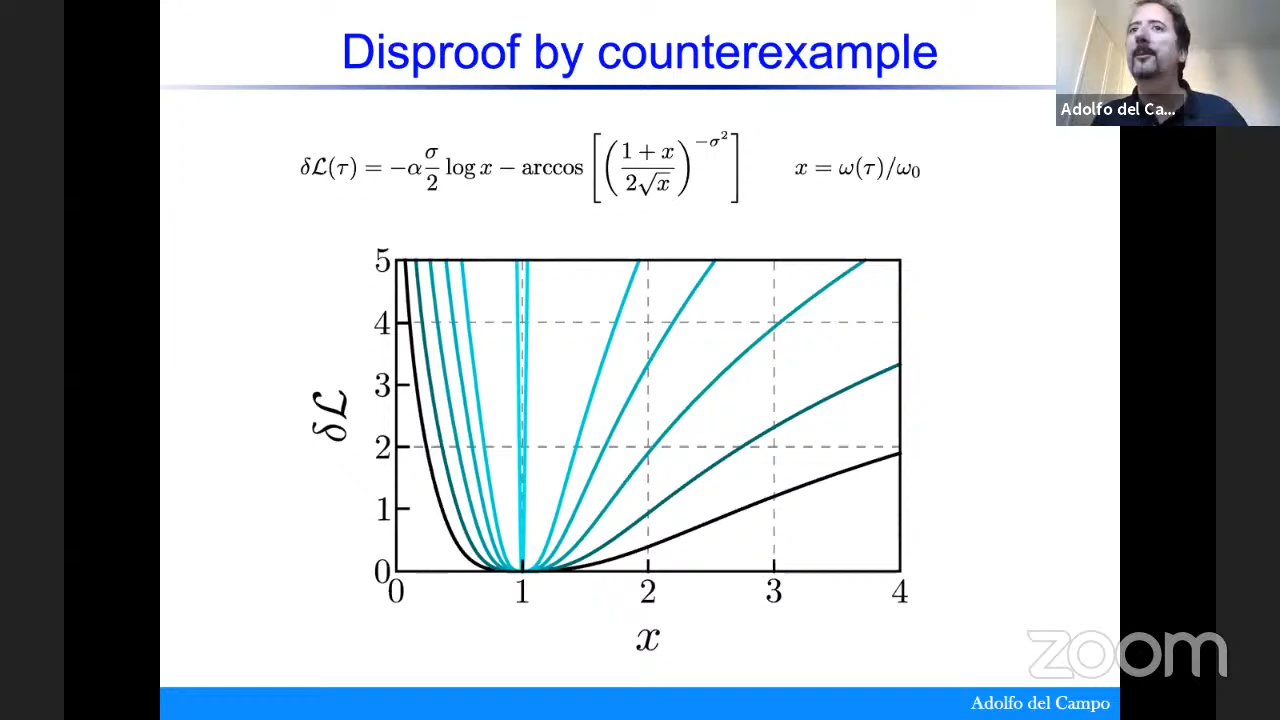 Disproof by counterexample
Adolfo del Ca...
δℒ(τ) = −α σ/2 log x − arccos [ ( (1 + x) / (2√x) )^(−σ²) ]    x = ω(τ)/ω₀
5
4
3
2
1
0
δℒ
0 1 2 3 4
x
zoom
Adolfo del Campo